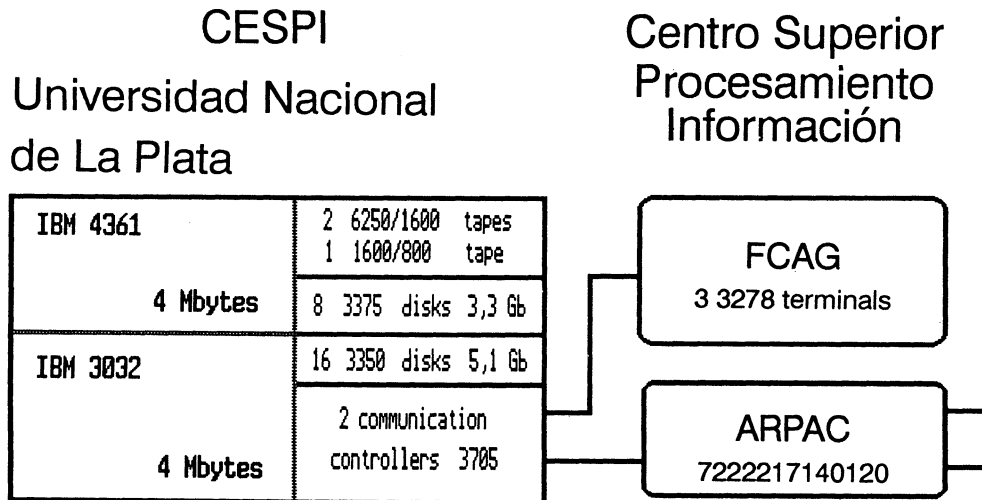 CESPI
Universidad Nacional
de La Plata
Centro Superior
Procesamiento
Información
IBM 4361
4 Mbytes
2 6250/1600 tapes
1 1600/800 tape
8 3375 disks 3,3 Gb
IBM 3032
4 Mbytes
16 3350 disks 5,1 Gb
2 communication
controllers 3705
FCAG
3 3278 terminals
ARPAC
7222217140120